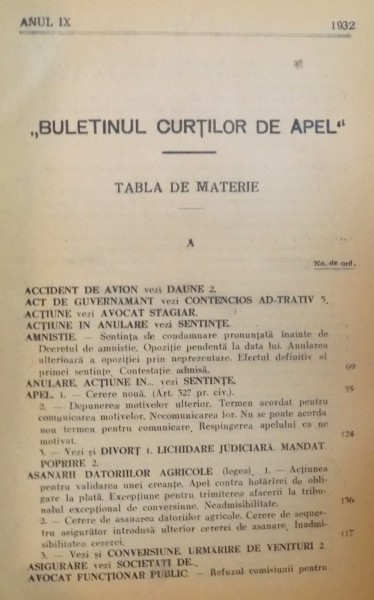 ANUL IX 1932
„BULETINUL CURȚILOR DE APEL“
TABLA DE MATERIE
A
No. de ord.
ACCIDENT DE AVION vezi DAUNE 2.
ACT DE GUVERNĂMÂNT vezi CONTENCIOS AD-TRATIV 5.
ACȚIUNE vezi AVOCAT STAGIAR.
ACȚIUNE IN ANULARE vezi SENTINȚE.
AMNISTIE. — Sentința de condamnare pronunțată înainte de
Decretul de amnistie, Opoziție pendentă la data lui. Anularea
ulterioară a opoziției prin neprezentare. Efectul definitiv al
primei sentințe, Contestație admisă. 69
ANULARE, ACȚIUNE IN... vezi SENTINȚE.
APEL. 1. — Cerere nouă. (Art. 327 pr. civ.). 55
2. — Depunerea motivelor ulterior. Termen acordat pentru
comunicarea motivelor. Necomunicarea lor. Nu se poate acorda
nou termen pentru comunicare, Respingerea apelului ca ne
motivat. 124
3. — Vezi și DIVORȚ 1. LICHIDARE JUDICIARĂ. MANDAT.
POPRIRE 2.
ASANĂRII DATORIILOR AGRICOLE (legea), 1. — Acțiunea
pentru validarea unei creanțe. Apel contra hotărîrei de obli-
gare la plată. Excepțiune pentru trimiterea afacerii la tribu-
nalul excepțional de conversiune. Neadmisibilitate. 136
2. — Cerere de asanarea datoriilor agricole. Cerere de seques-
tru asigurător introdusă ulterior cererei de asanare, Inadmi-
sibilitatea cererei. 117
3. — Vezi și CONVERSIUNE. URMĂRIRE DE VENITURI 2.
ASIGURARE vezi SOCIETĂȚI DE...
AVOCAT FUNCȚIONAR PUBLIC. — Refuzul comisiunii pentru